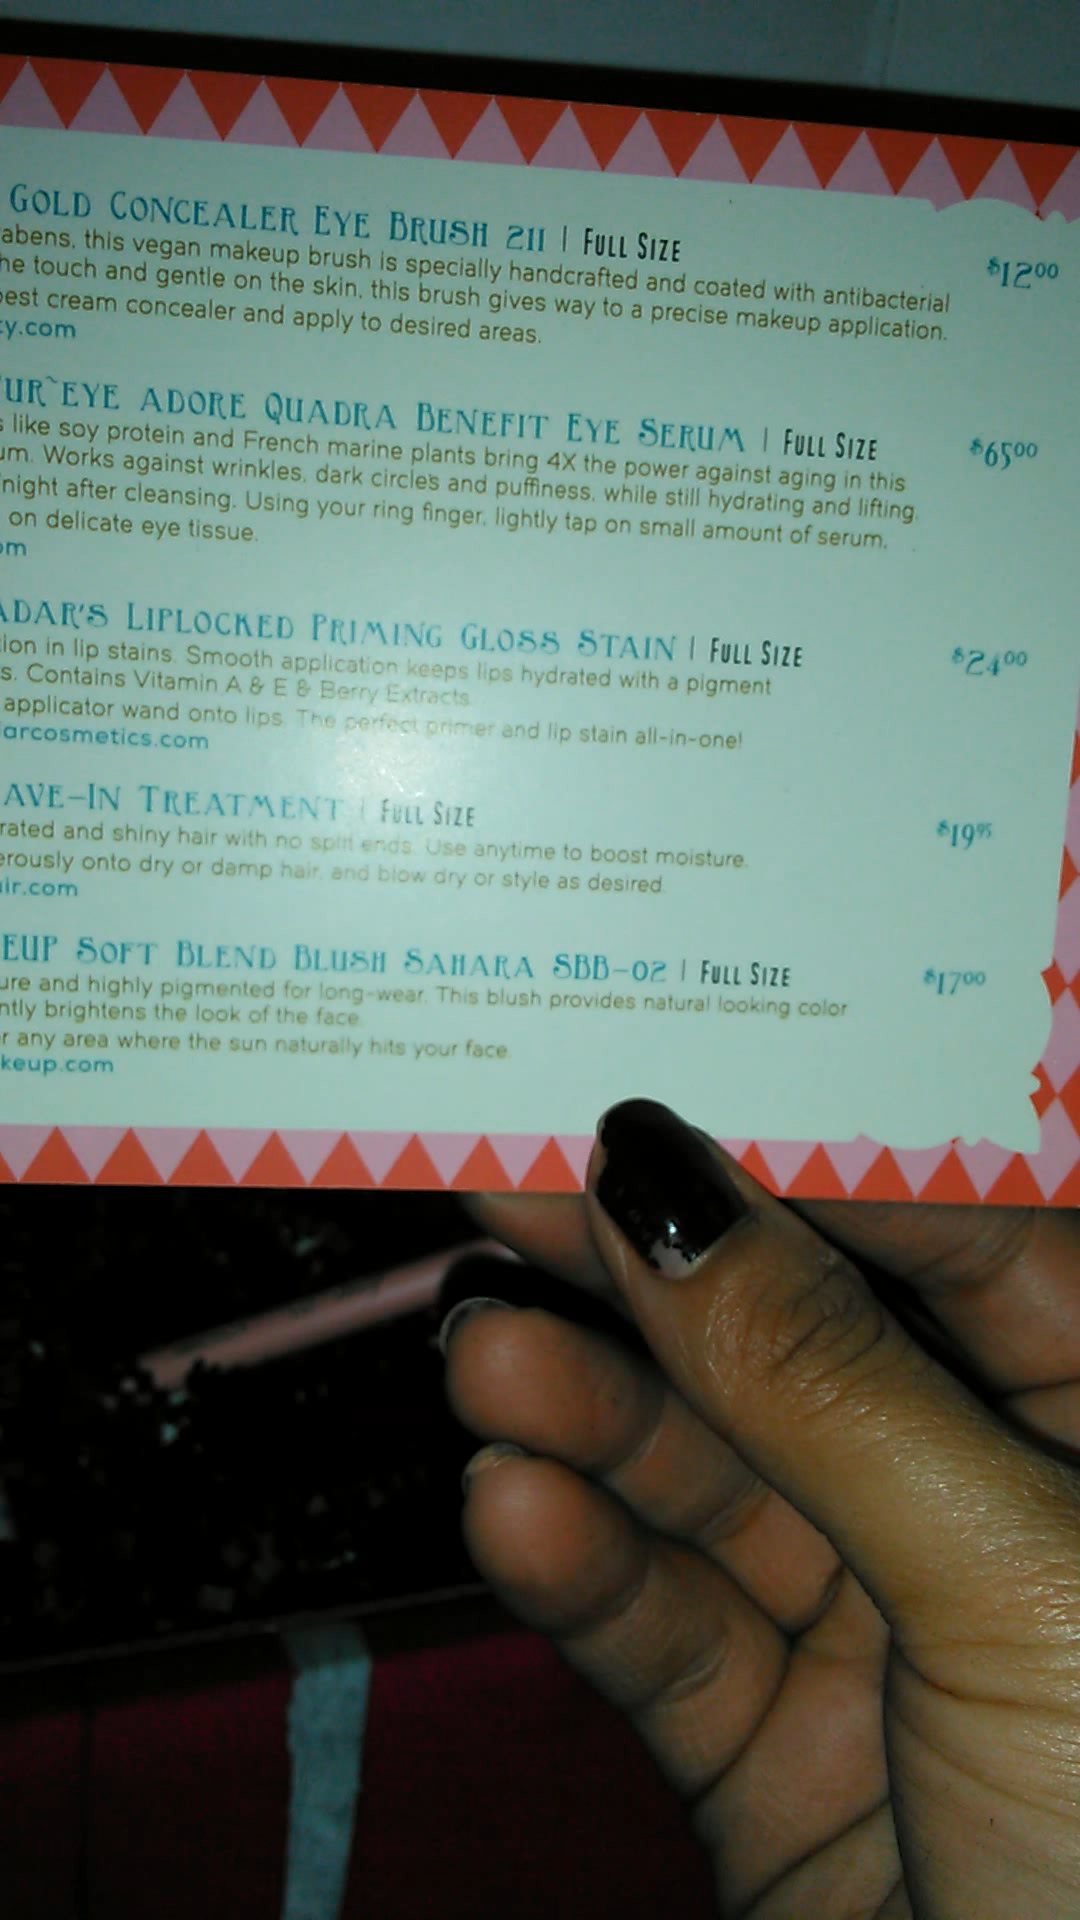 GOLD CONCEALER EYE BRUSH 211 | FULL SIZE $12.00
abens, this vegan makeup brush is specially handcrafted and coated with antibacterial
he touch and gentle on the skin, this brush gives way to a precise makeup application.
best cream concealer and apply to desired areas.
y.com
UR~EYE ADORE QUADRA BENEFIT EYE SERUM | FULL SIZE $6500
s like soy protein and French marine plants bring 4X the power against aging in this
um. Works against wrinkles, dark circles and puffiness, while still hydrating and lifting.
night after cleansing. Using your ring finger, lightly tap on small amount of serum,
on delicate eye tissue.
om
ADAR'S LIPLOCKED PRIMING GLOSS STAIN | FULL SIZE $2400
tion in lip stains. Smooth application keeps lips hydrated with a pigment
s. Contains Vitamin A & E & Berry Extracts.
applicator wand onto lips. The perfect primer and lip stain all-in-one!
arcosmetics.com
AVE-IN TREATMENT | FULL SIZE $1995
rated and shiny hair with no split ends. Use anytime to boost moisture.
erously onto dry or damp hair, and blow dry or style as desired.
ir.com
EUP SOFT BLEND BLUSH SAHARA SBB-02 | FULL SIZE $1700
ure and highly pigmented for long-wear. This blush provides natural looking color
ntly brightens the look of the face.
r any area where the sun naturally hits your face.
keup.com